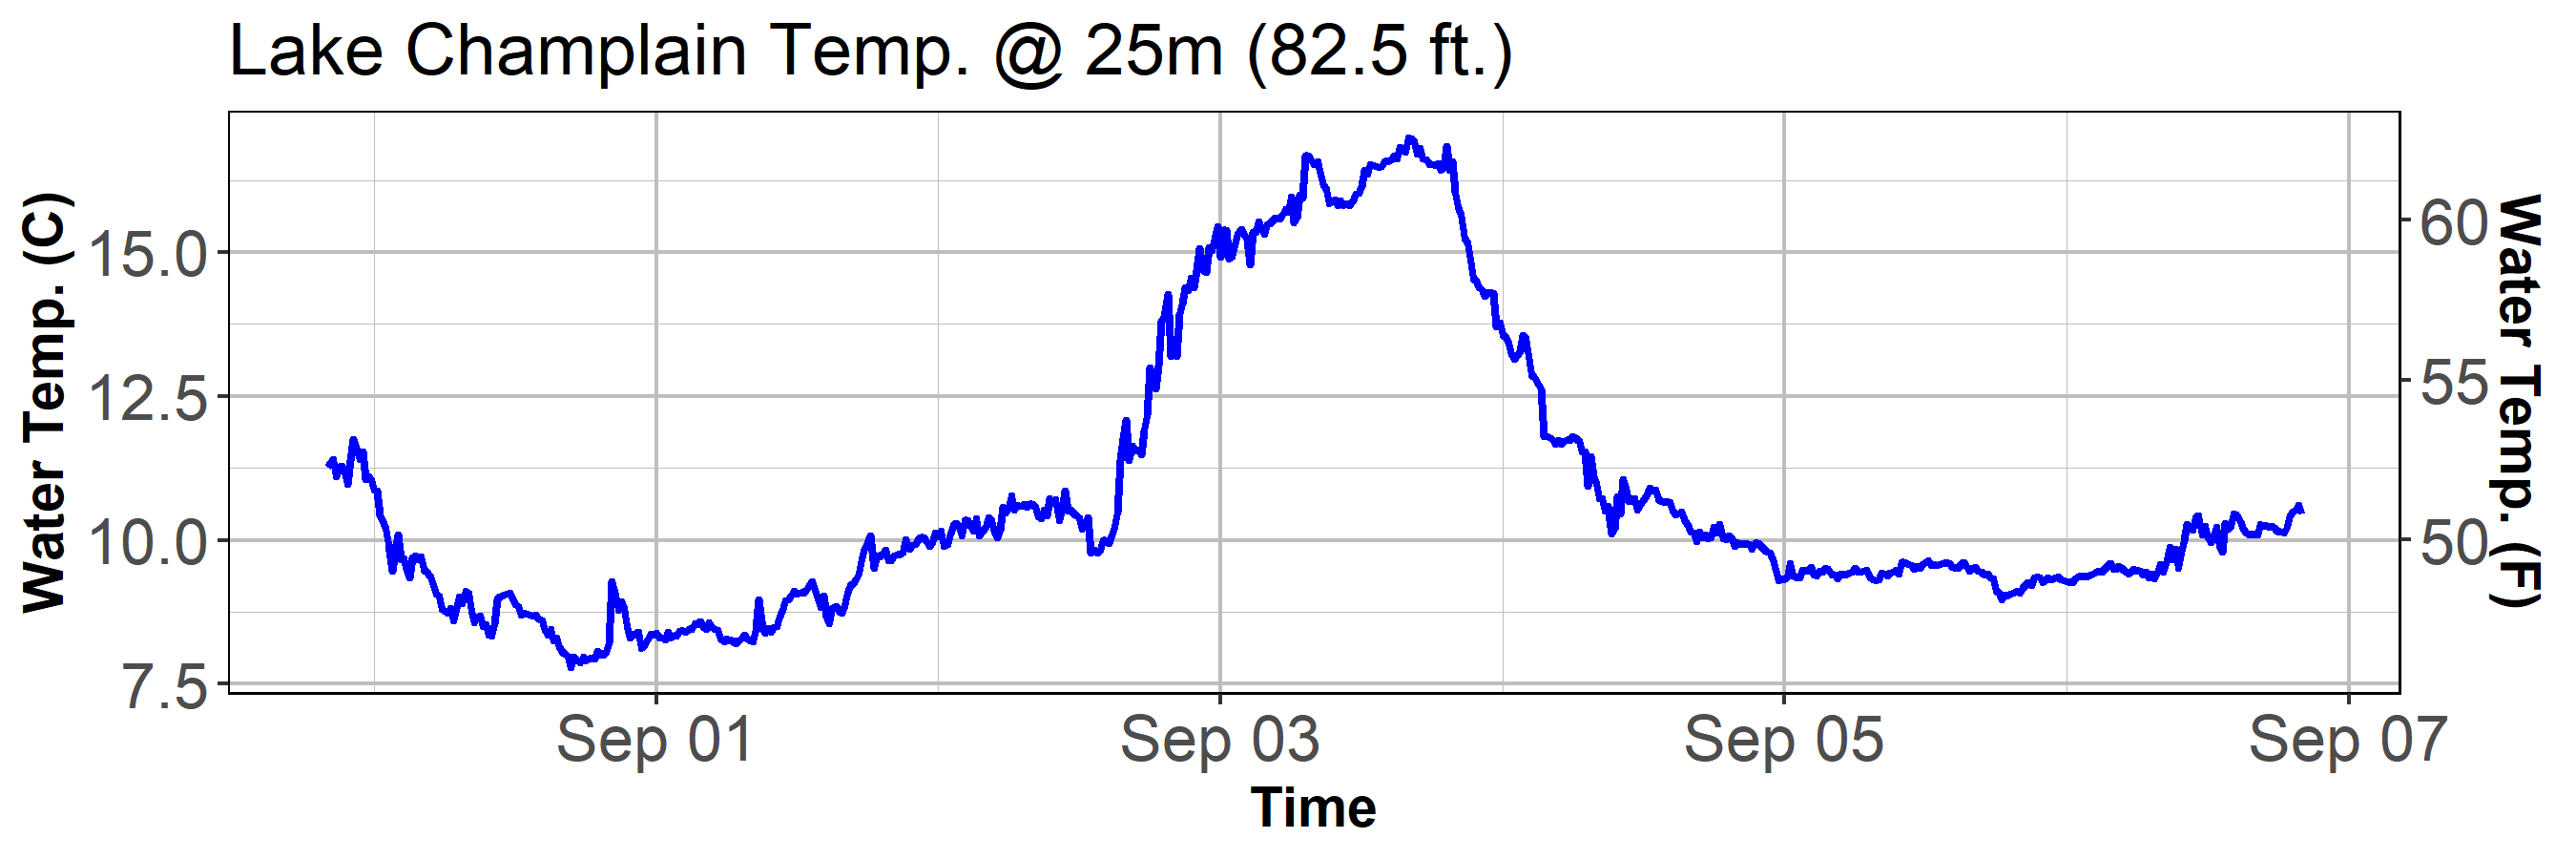 Lake Champlain Temp. @ 25m (82.5 ft.)
Water Temp. (C)
15.0
12.5
10.0
7.5
60
55
50
Water Temp. (F)
Sep 01
Sep 03
Sep 05
Sep 07
Time